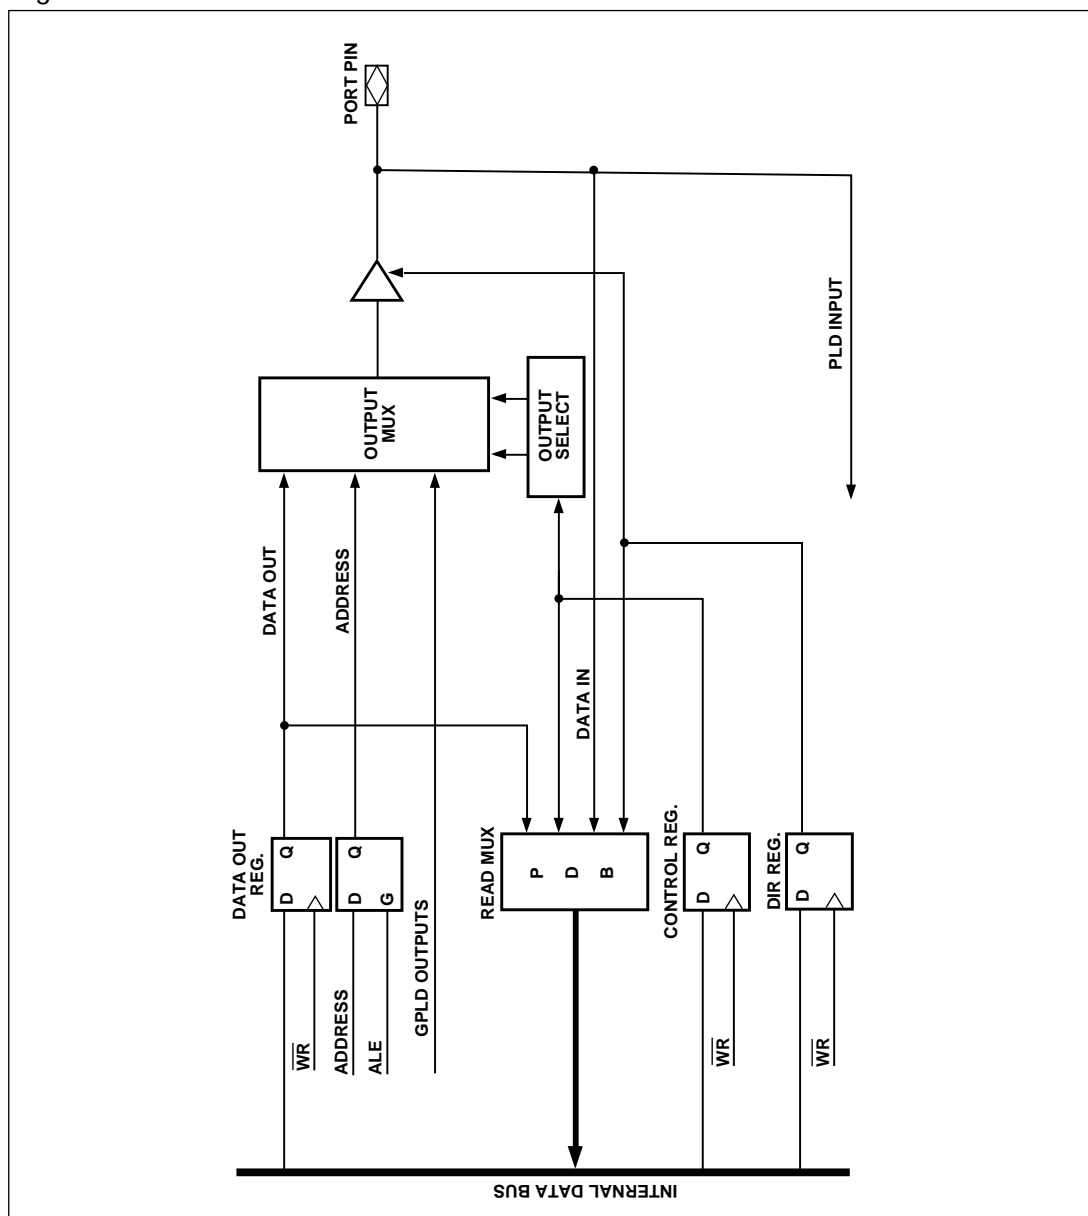 PORT PIN
OUTPUT
MUX
OUTPUT
SELECT
PLD INPUT
DATA OUT
ADDRESS
DATA IN
DATA OUT
REG.
D Q
D Q
G
READ MUX
P
D
B
CONTROL REG.
D Q
DIR REG.
D Q
WR
ADDRESS
ALE
GPLD OUTPUTS
WR
WR
INTERNAL DATA BUS